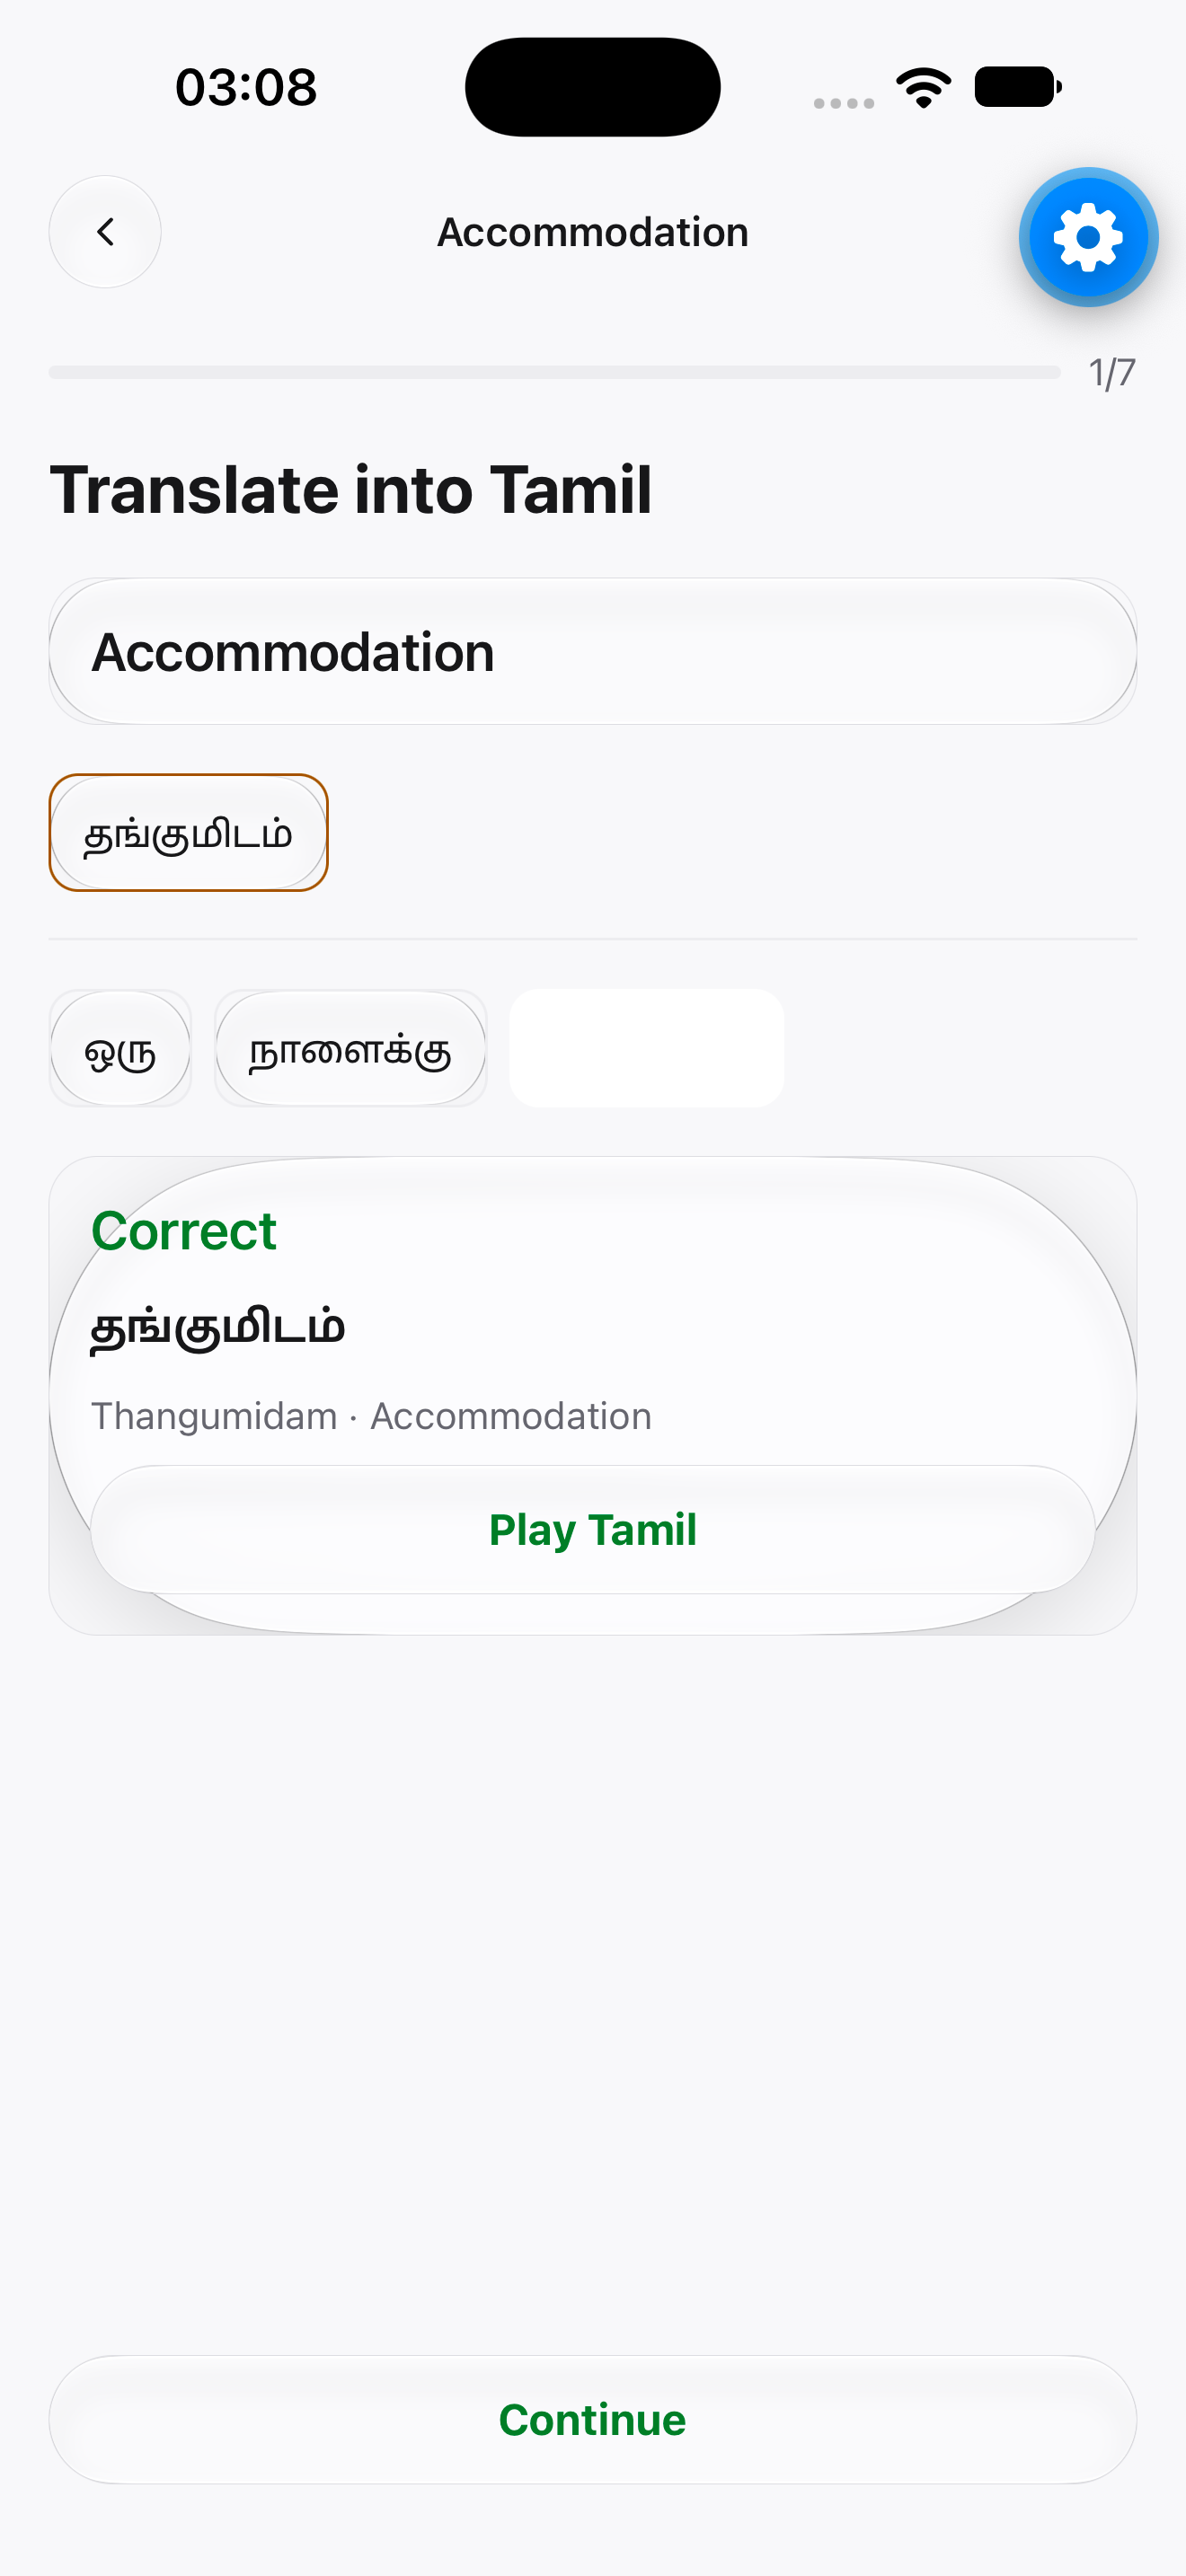 03:08
Accommodation
1/7
Translate into Tamil
Accommodation
தங்குமிடம்
ஒரு நாளைக்கு
Correct
தங்குமிடம்
Thangumidam · Accommodation
Play Tamil
Continue